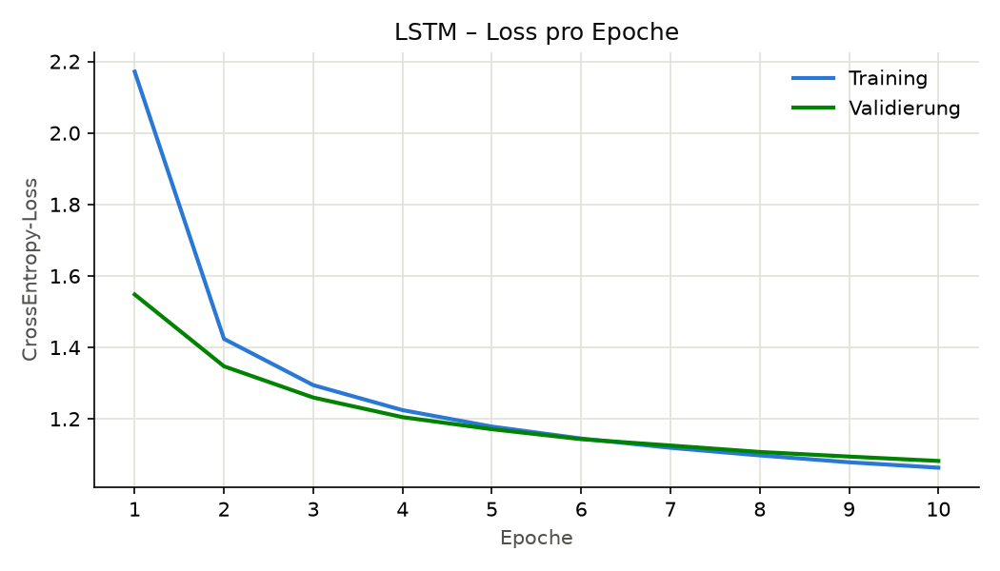 LSTM – Loss pro Epoche
Training
Validierung
CrossEntropy-Loss
2.2
2.0
1.8
1.6
1.4
1.2
1 2 3 4 5 6 7 8 9 10
Epoche